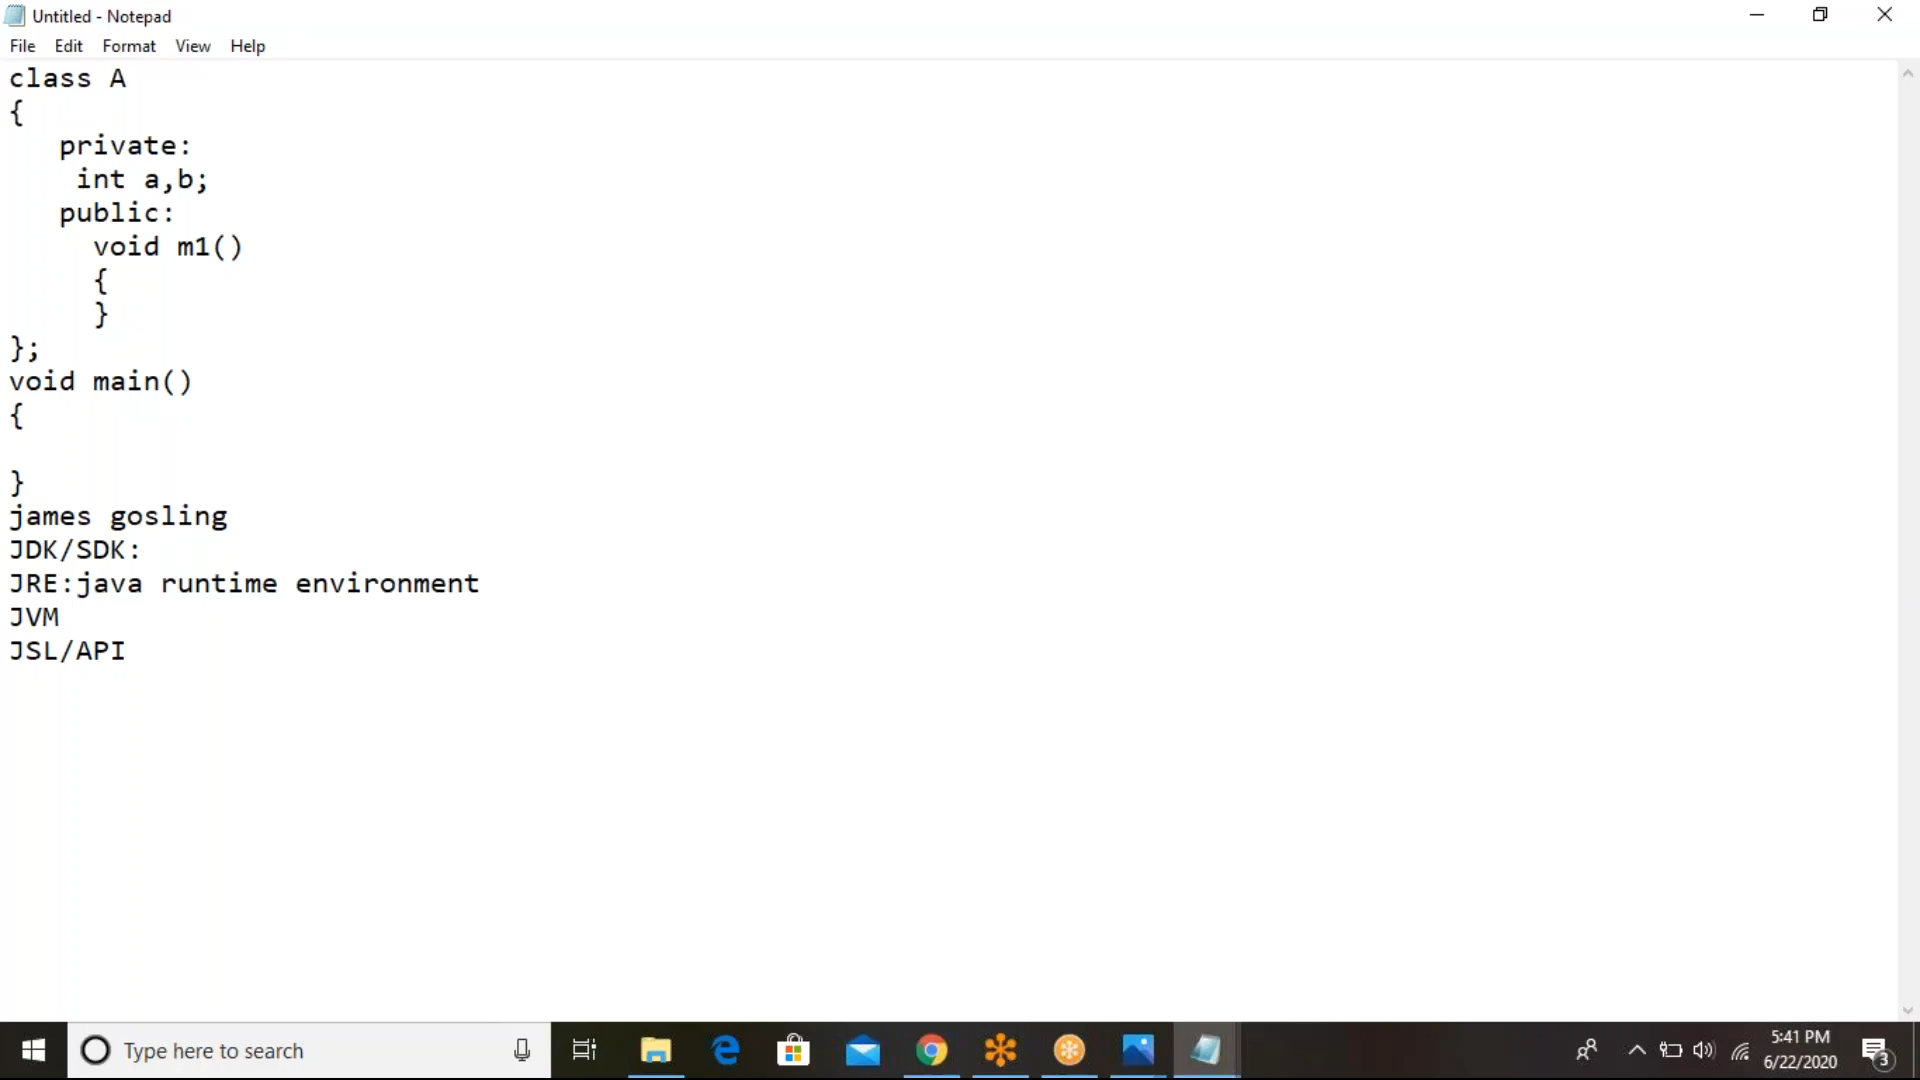 Untitled - Notepad
File Edit Format View Help
class A
{
   private:
    int a,b;
   public:
     void m1()
     {
     }
};
void main()
{

}
james gosling
JDK/SDK:
JRE:java runtime environment
JVM
JSL/API
Type here to search
5:41 PM
6/22/2020
3